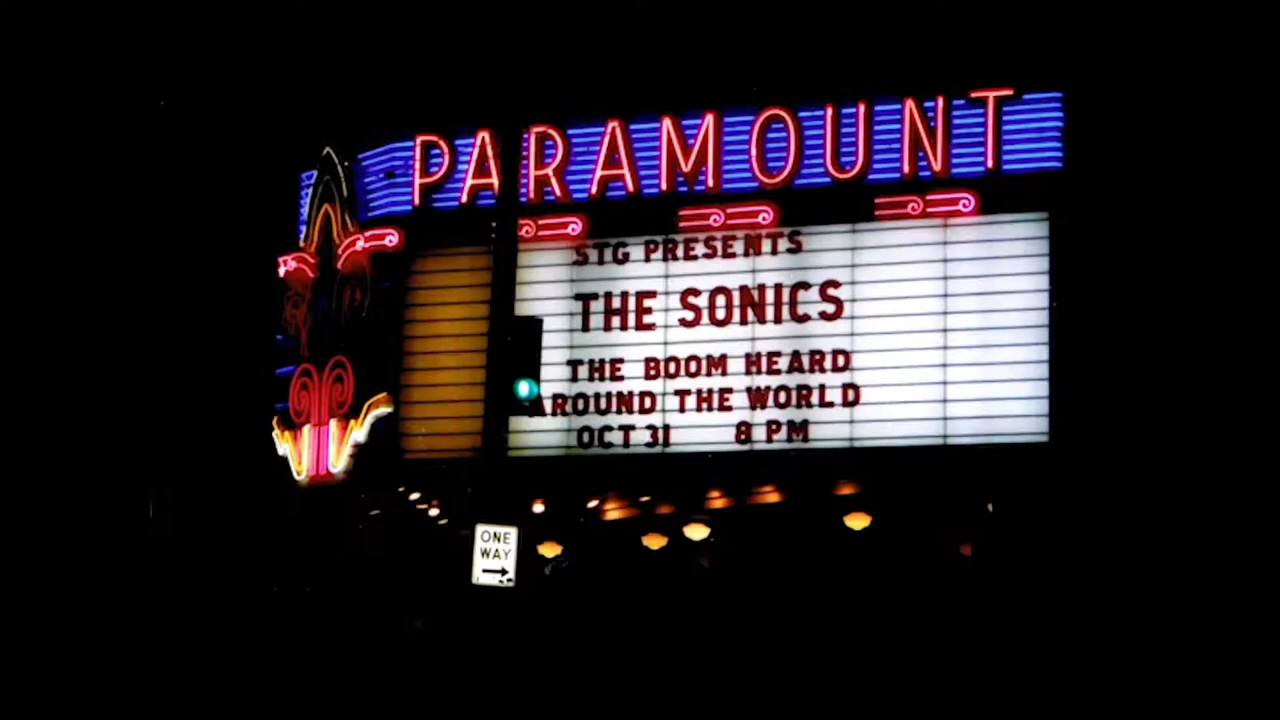 PARAMOUNT
STG PRESENTS
THE SONICS
THE BOOM HEARD
AROUND THE WORLD
OCT 31 8 PM
ONE
WAY